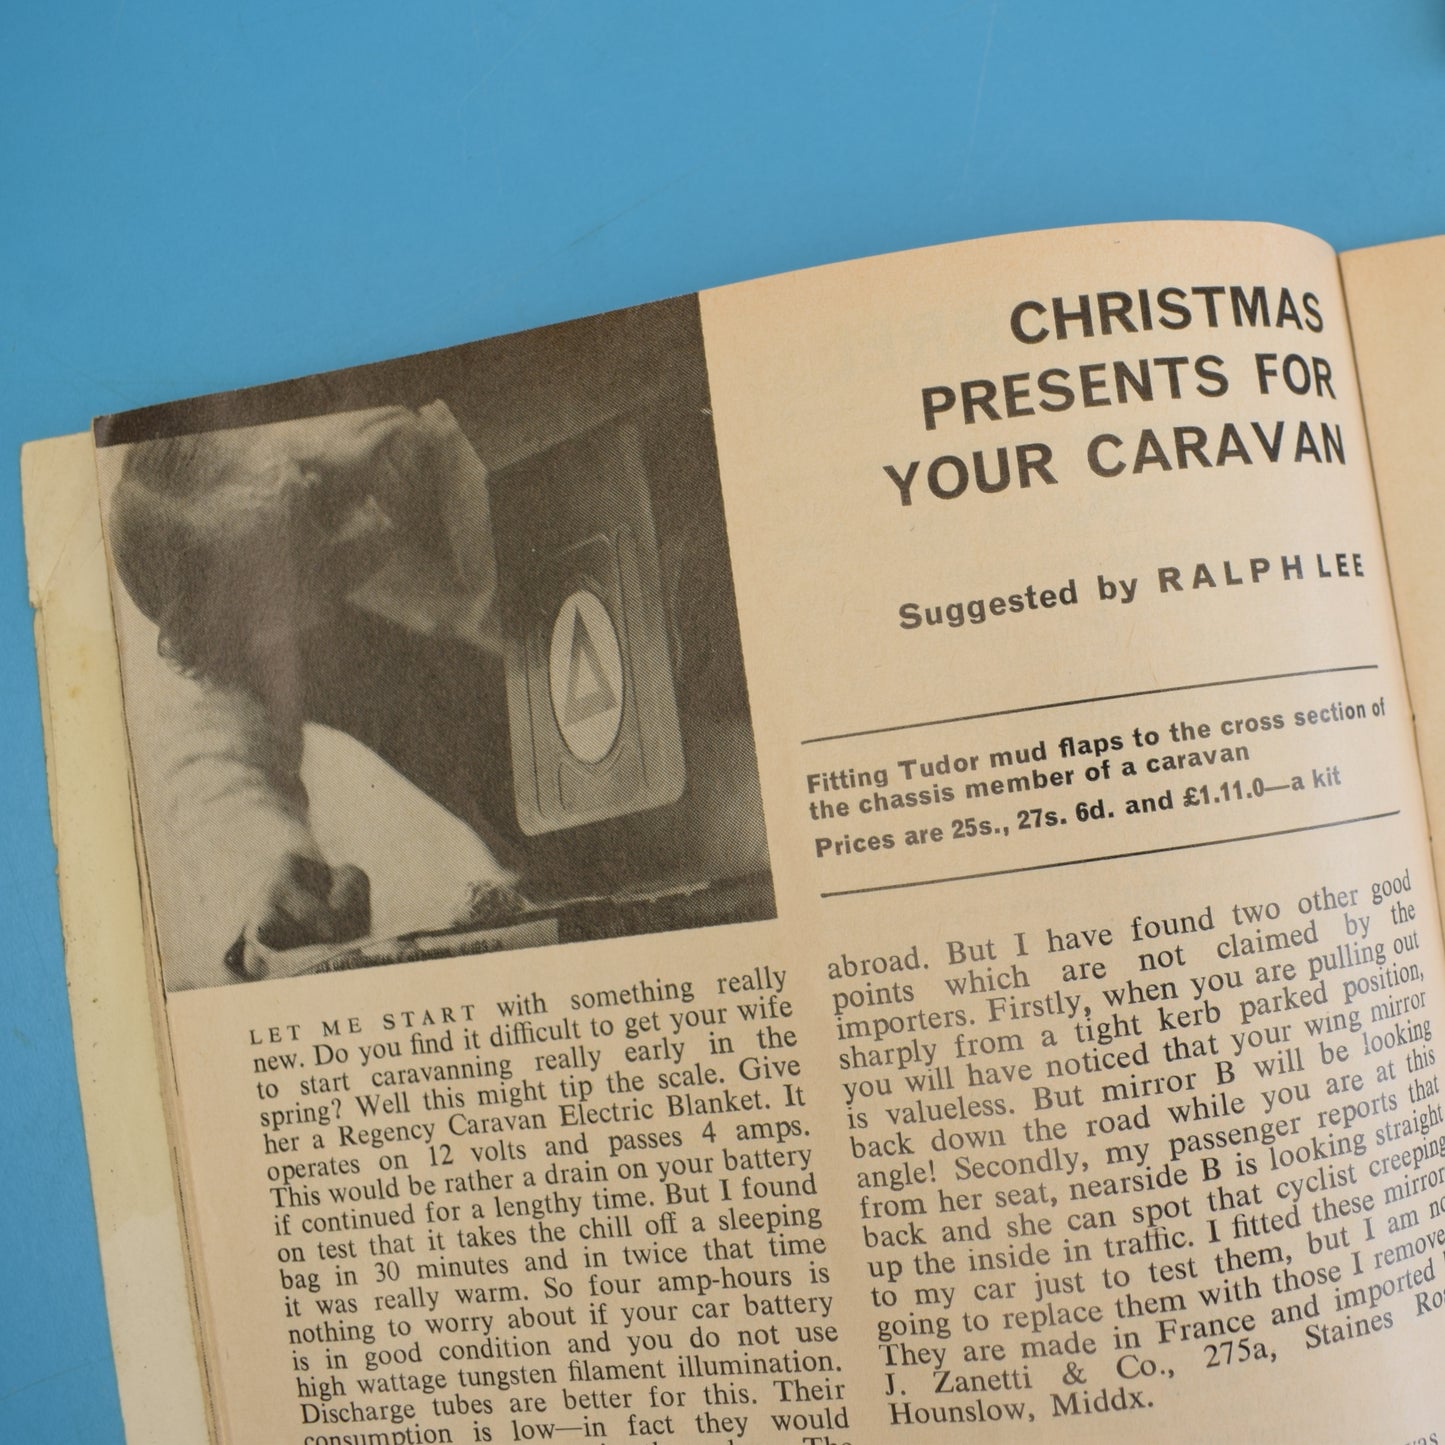 CHRISTMAS
PRESENTS FOR
YOUR CARAVAN
Suggested by RALPH LEE
Fitting Tudor mud flaps to the cross section of
the chassis member of a caravan
Prices are 25s., 27s. 6d. and £1.11.0—a kit
LET ME START with something really
new. Do you find it difficult to get your wife
to start caravanning really early in the
spring? Well this might tip the scale. Give
her a Regency Caravan Electric Blanket. It
operates on 12 volts and passes 4 amps.
This would be rather a drain on your battery
if continued for a lengthy time. But I found
on test that it takes the chill off a sleeping
bag in 30 minutes and in twice that time
it was really warm. So four amp-hours is
nothing to worry about if your car battery
is in good condition and you do not use
high wattage tungsten filament illumination.
Discharge tubes are better for this. Their
consumption is low—in fact they would
The
abroad. But I have found two other good
points which are not claimed by the
importers. Firstly, when you are pulling out
sharply from a tight kerb parked position,
you will have noticed that your wing mirror
is valueless. But mirror B will be looking
back down the road while you are at this
angle! Secondly, my passenger reports that
from her seat, nearside B is looking straight
back and she can spot that cyclist creeping
up the inside in traffic. I fitted these mirror
to my car just to test them, but I am no
going to replace them with those I remove
They are made in France and imported
J. Zanetti & Co., 275a, Staines Ro
Hounslow, Middx.